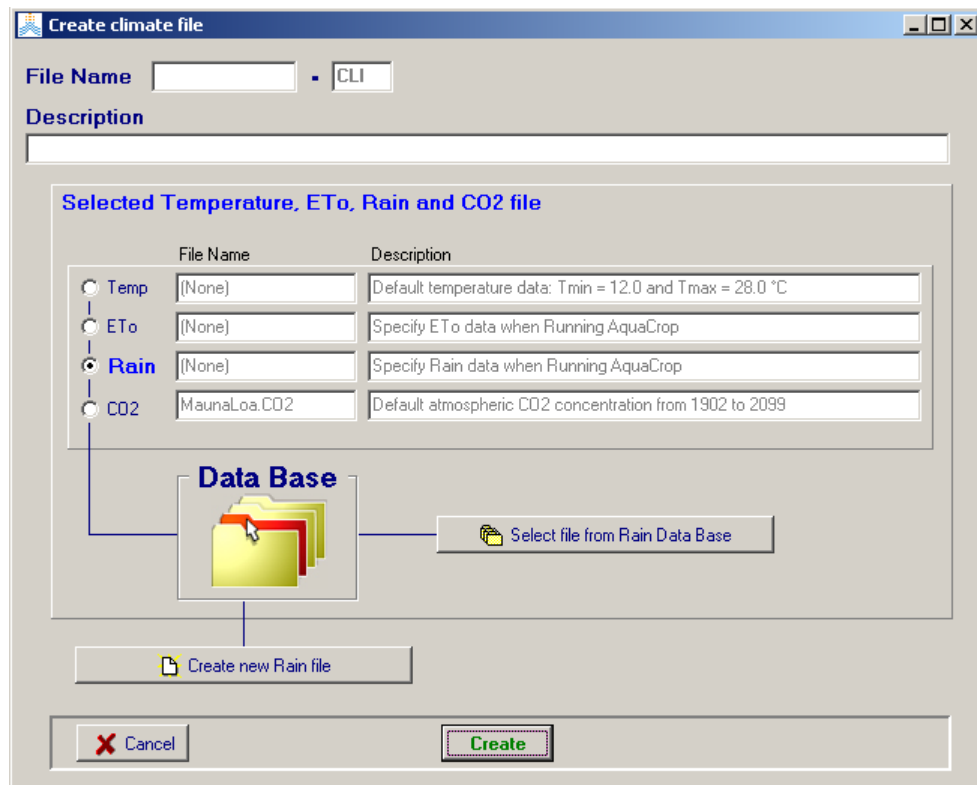 Create climate file
File Name - CLI
Description
Selected Temperature, ETo, Rain and CO2 file
File Name Description
Temp (None) Default temperature data: Tmin = 12.0 and Tmax = 28.0 °C
ETo (None) Specify ETo data when Running AquaCrop
Rain (None) Specify Rain data when Running AquaCrop
CO2 MaunaLoa.CO2 Default atmospheric CO2 concentration from 1902 to 2099
Data Base
Select file from Rain Data Base
Create new Rain file
Cancel Create